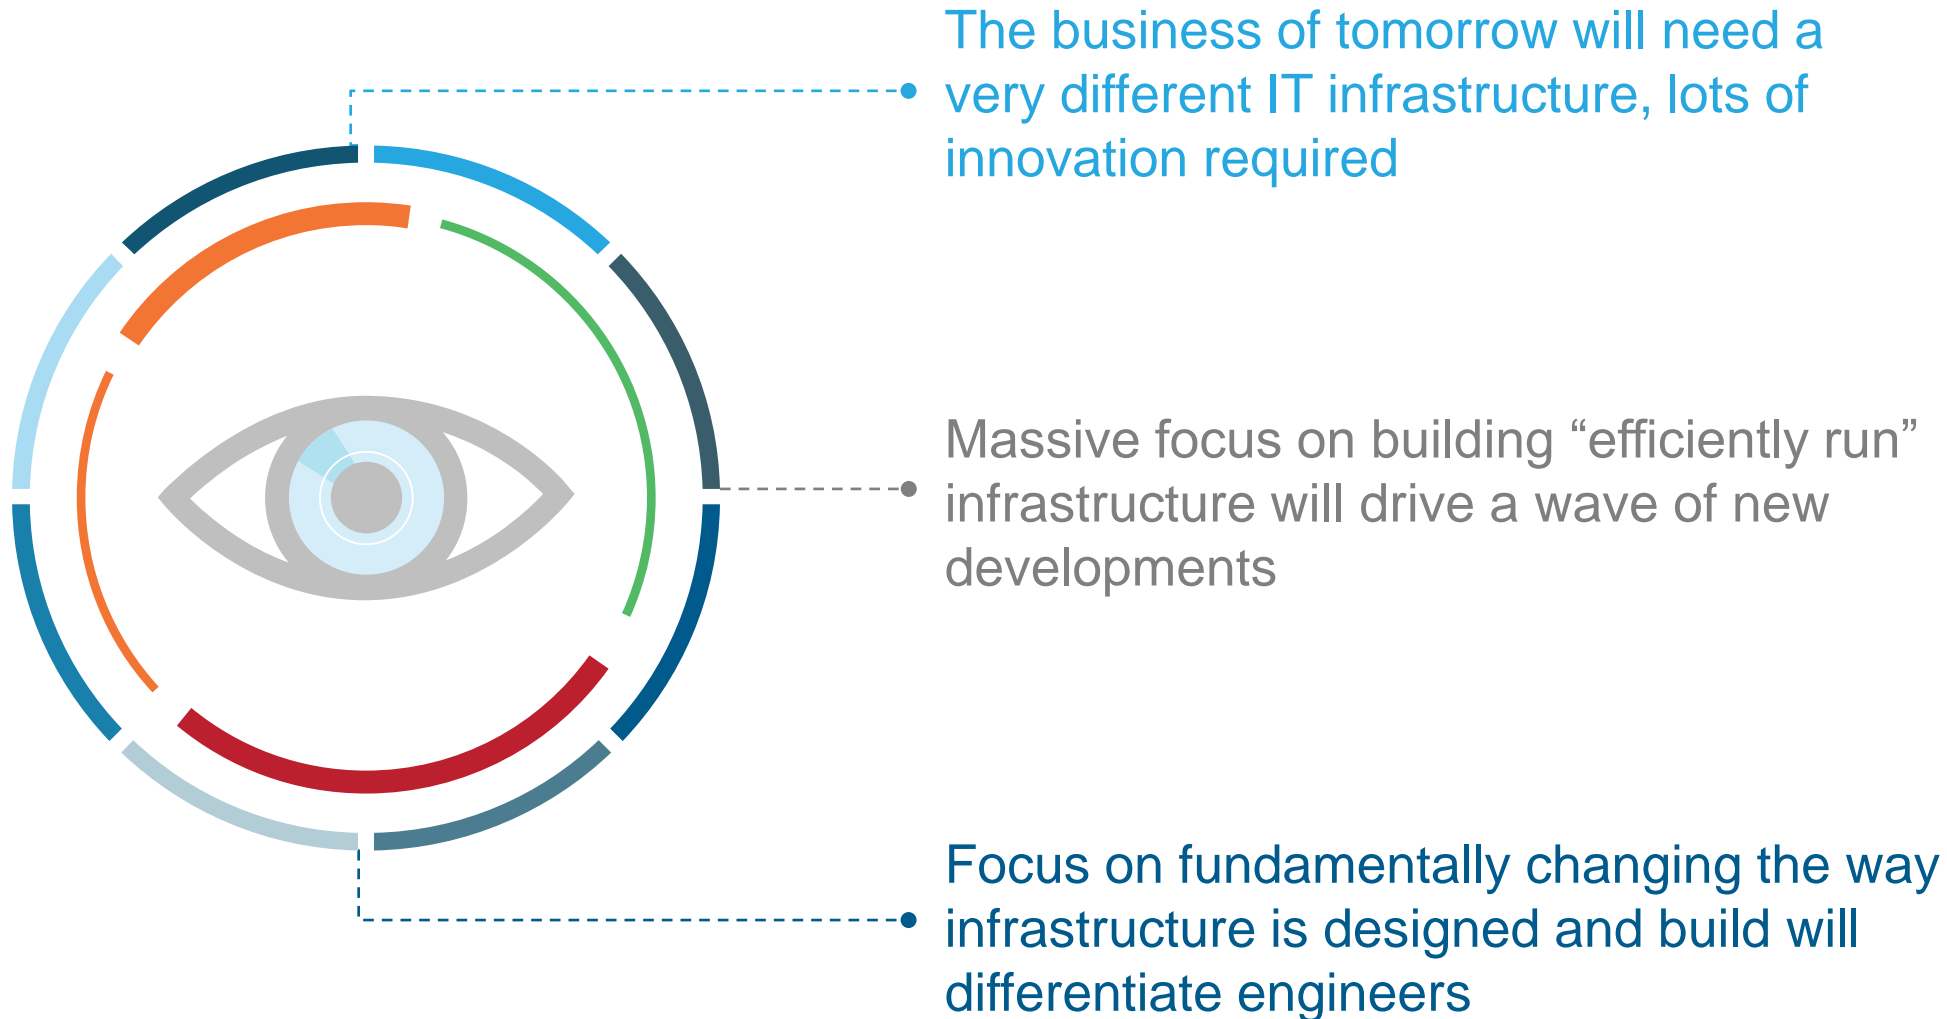 The business of tomorrow will need a
very different IT infrastructure, lots of
innovation required
Massive focus on building “efficiently run”
infrastructure will drive a wave of new
developments
Focus on fundamentally changing the way
infrastructure is designed and build will
differentiate engineers